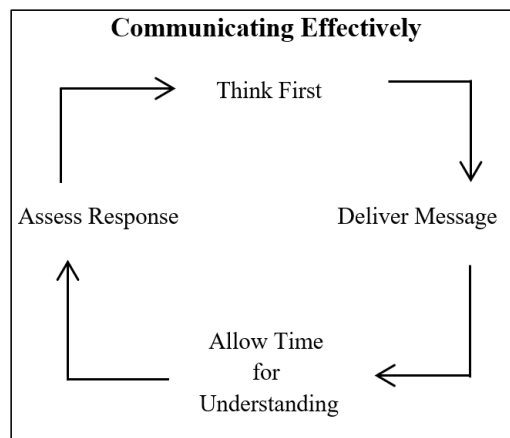 Communicating Effectively
Think First
Assess Response
Deliver Message
Allow Time
for
Understanding